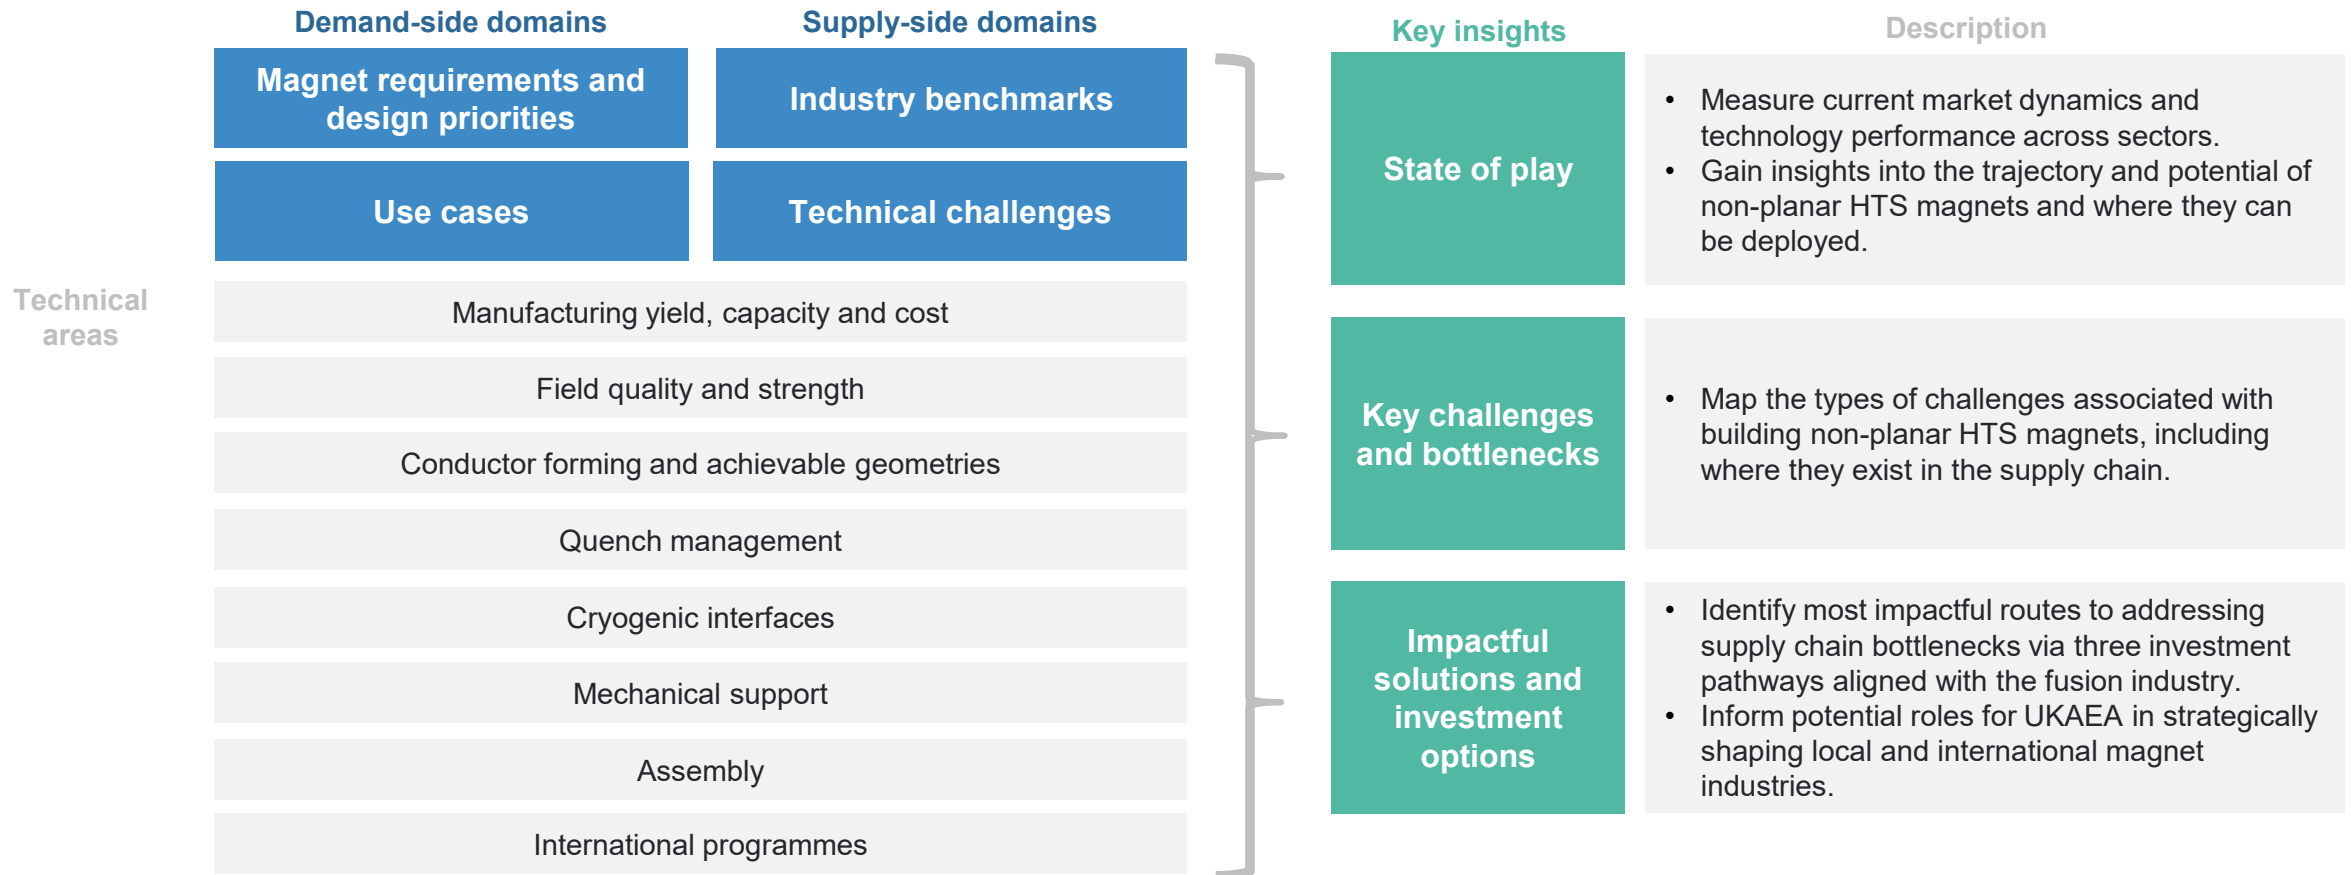 Demand-side domains
Supply-side domains
Magnet requirements and
design priorities
Industry benchmarks
Use cases
Technical challenges
Technical
areas
Manufacturing yield, capacity and cost
Field quality and strength
Conductor forming and achievable geometries
Quench management
Cryogenic interfaces
Mechanical support
Assembly
International programmes
Key insights
Description
State of play
• Measure current market dynamics and
technology performance across sectors.
• Gain insights into the trajectory and potential of
non-planar HTS magnets and where they can
be deployed.
Key challenges
and bottlenecks
• Map the types of challenges associated with
building non-planar HTS magnets, including
where they exist in the supply chain.
Impactful
solutions and
investment
options
• Identify most impactful routes to addressing
supply chain bottlenecks via three investment
pathways aligned with the fusion industry.
• Inform potential roles for UKAEA in strategically
shaping local and international magnet
industries.